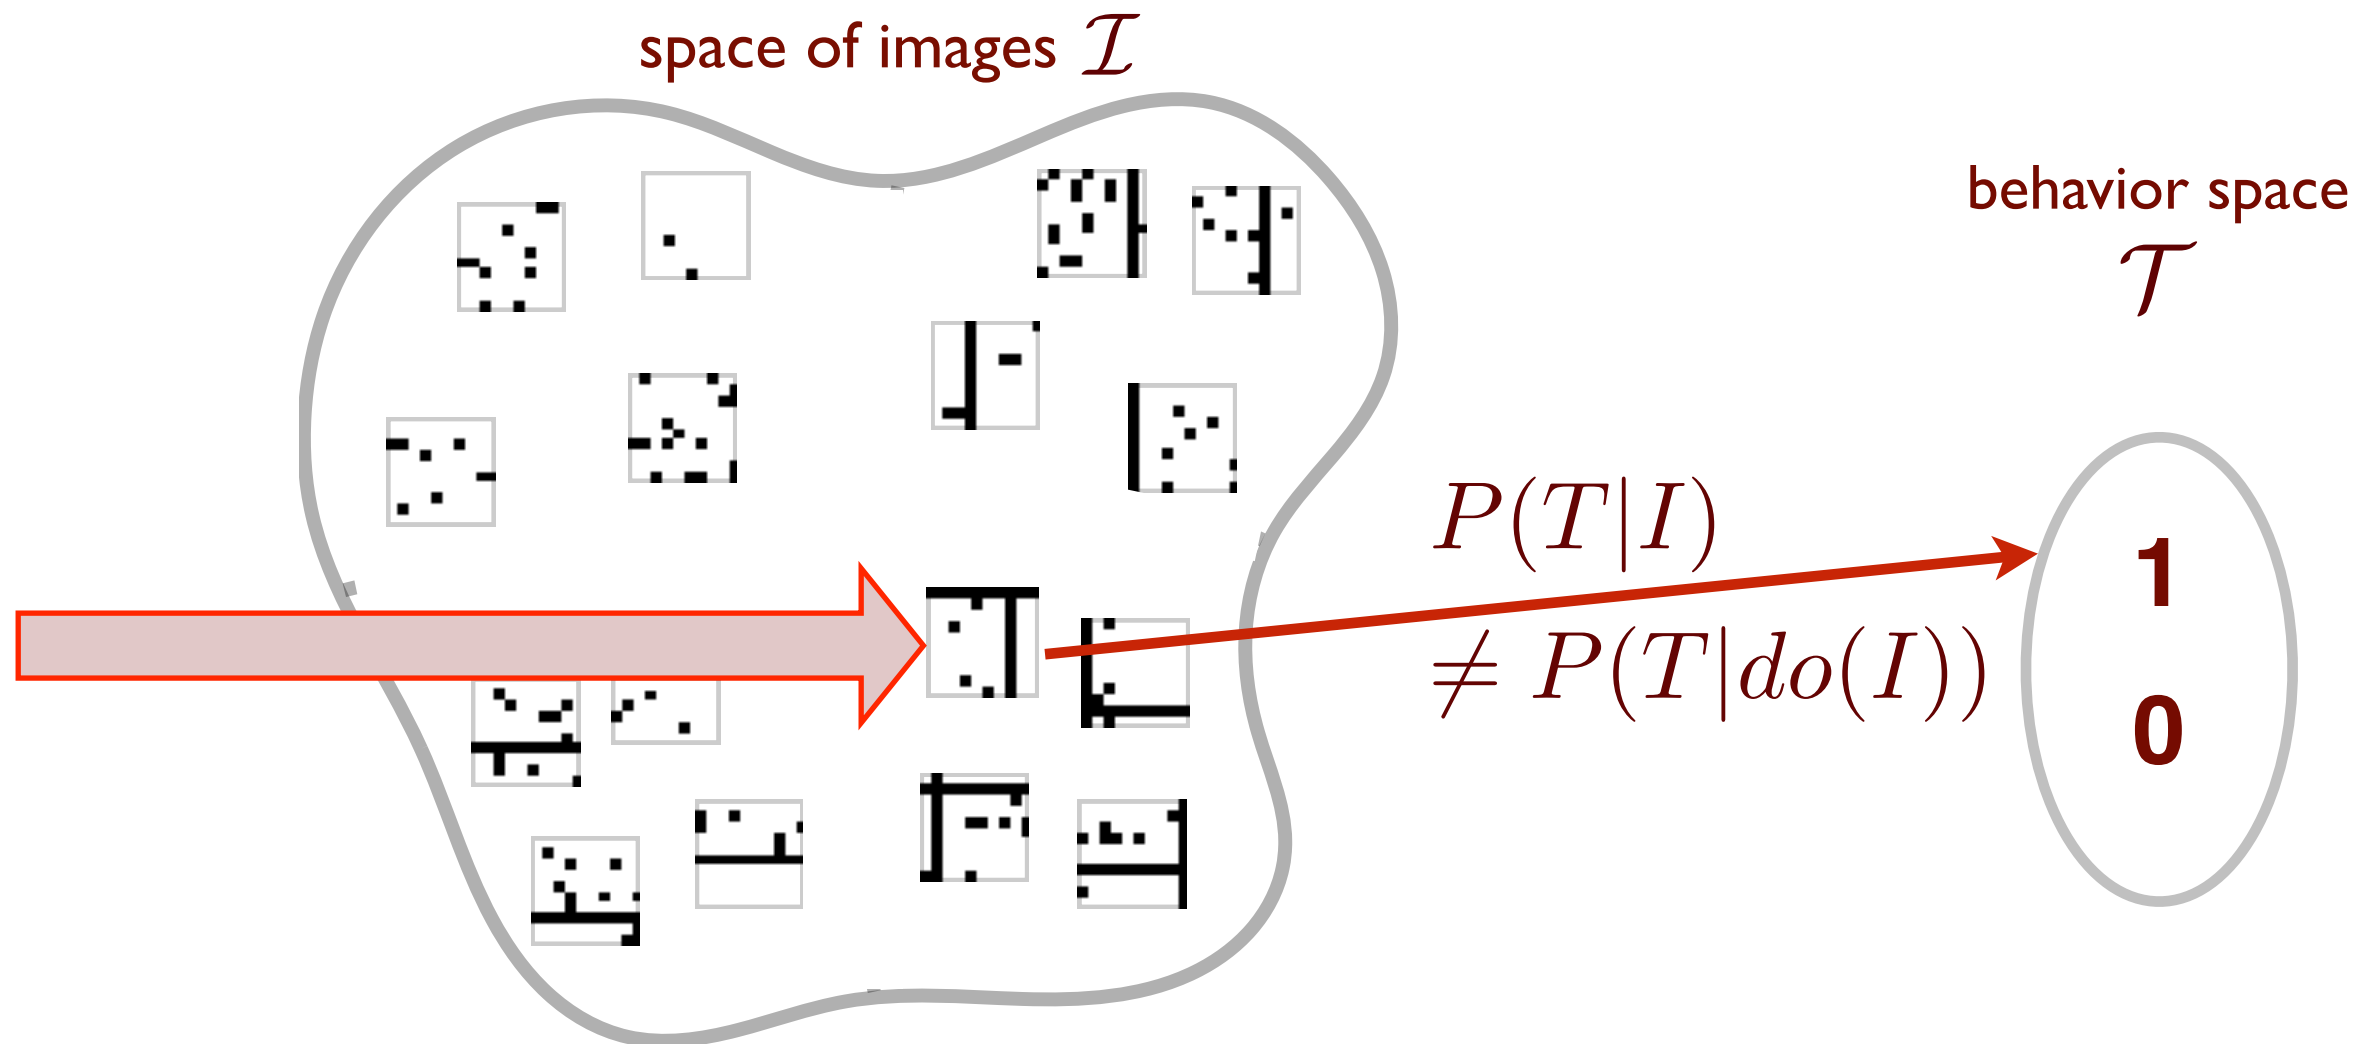 space of images ℐ
behavior space
𝒯
P(T|I)
≠ P(T|do(I))
1
0